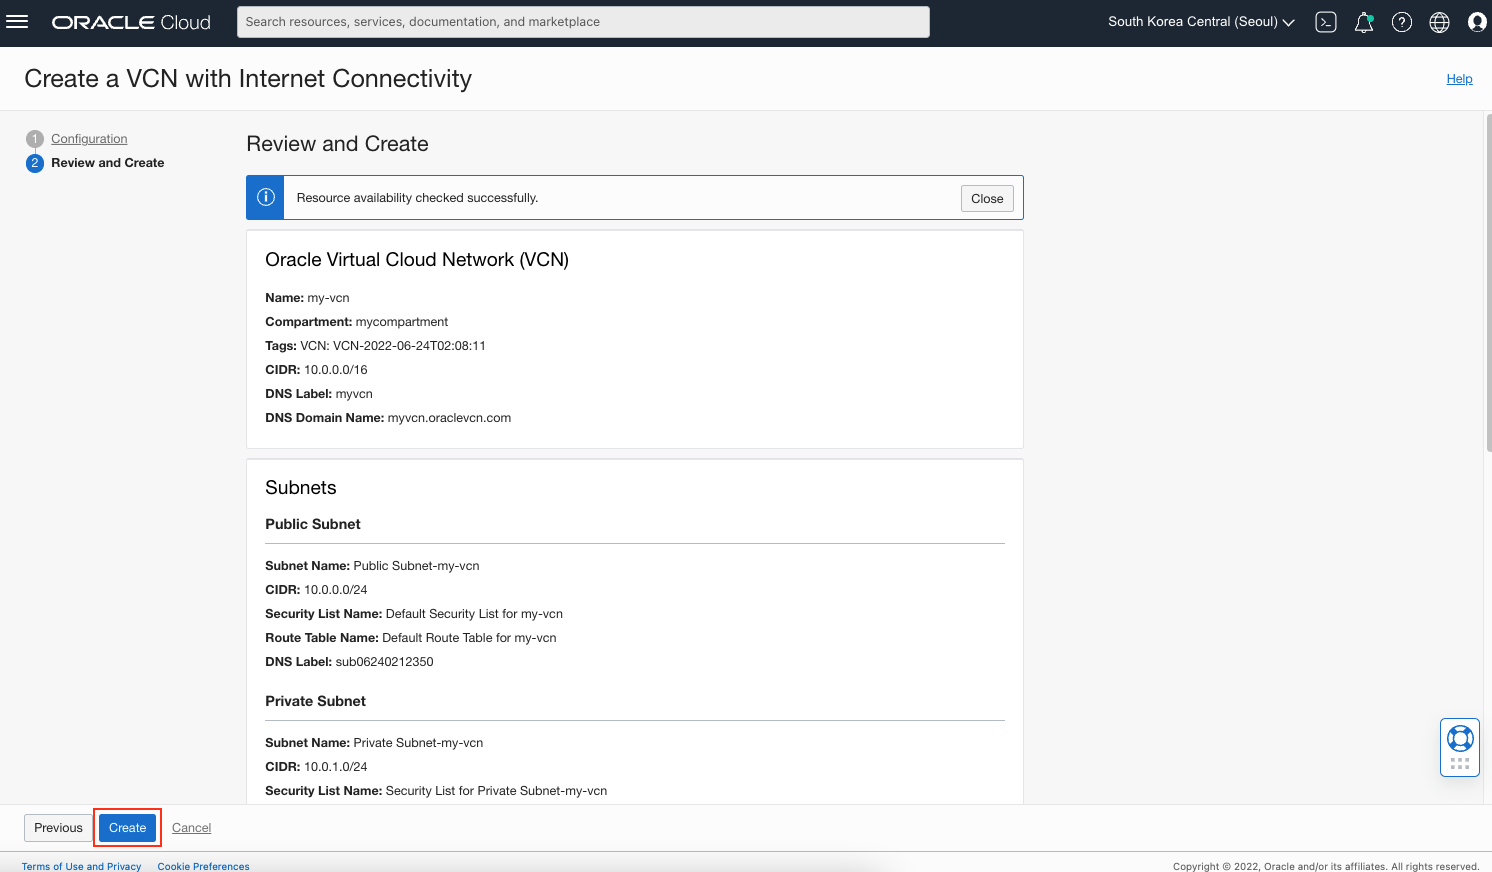 ORACLE Cloud
Search resources, services, documentation, and marketplace
South Korea Central (Seoul)
Create a VCN with Internet Connectivity
Help
1 Configuration
2 Review and Create
Review and Create
Resource availability checked successfully.
Close
Oracle Virtual Cloud Network (VCN)
Name: my-vcn
Compartment: mycompartment
Tags: VCN: VCN-2022-06-24T02:08:11
CIDR: 10.0.0.0/16
DNS Label: myvcn
DNS Domain Name: myvcn.oraclevcn.com
Subnets
Public Subnet
Subnet Name: Public Subnet-my-vcn
CIDR: 10.0.0.0/24
Security List Name: Default Security List for my-vcn
Route Table Name: Default Route Table for my-vcn
DNS Label: sub06240212350
Private Subnet
Subnet Name: Private Subnet-my-vcn
CIDR: 10.0.1.0/24
Security List Name: Security List for Private Subnet-my-vcn
Previous
Create
Cancel
Terms of Use and Privacy
Cookie Preferences
Copyright © 2022, Oracle and/or its affiliates. All rights reserved.